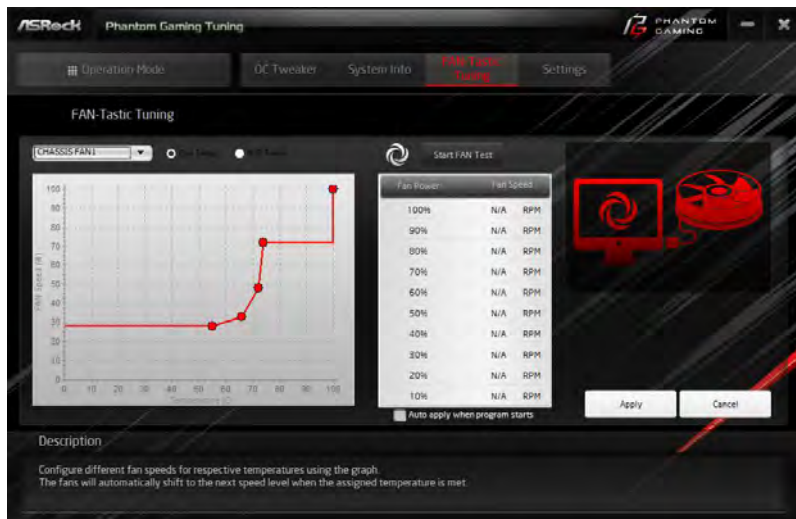 ASRock Phantom Gaming Tuning PHANTOM GAMING
Operation Mode OC Tweaker System Info FAN-Tastic Tuning Settings
FAN-Tastic Tuning
CHASSIS FAN1
Start FAN Test
Fan Power Fan Speed
100% N/A RPM
90% N/A RPM
80% N/A RPM
70% N/A RPM
60% N/A RPM
50% N/A RPM
40% N/A RPM
30% N/A RPM
20% N/A RPM
10% N/A RPM
Auto apply when program starts
FAN Speed (%)
100
90
80
70
60
50
40
30
20
10
0
0 10 20 30 40 50 60 70 80 90 100
Temperature (C)
Apply Cancel
Description
Configure different fan speeds for respective temperatures using the graph.
The fans will automatically shift to the next speed level when the assigned temperature is met.